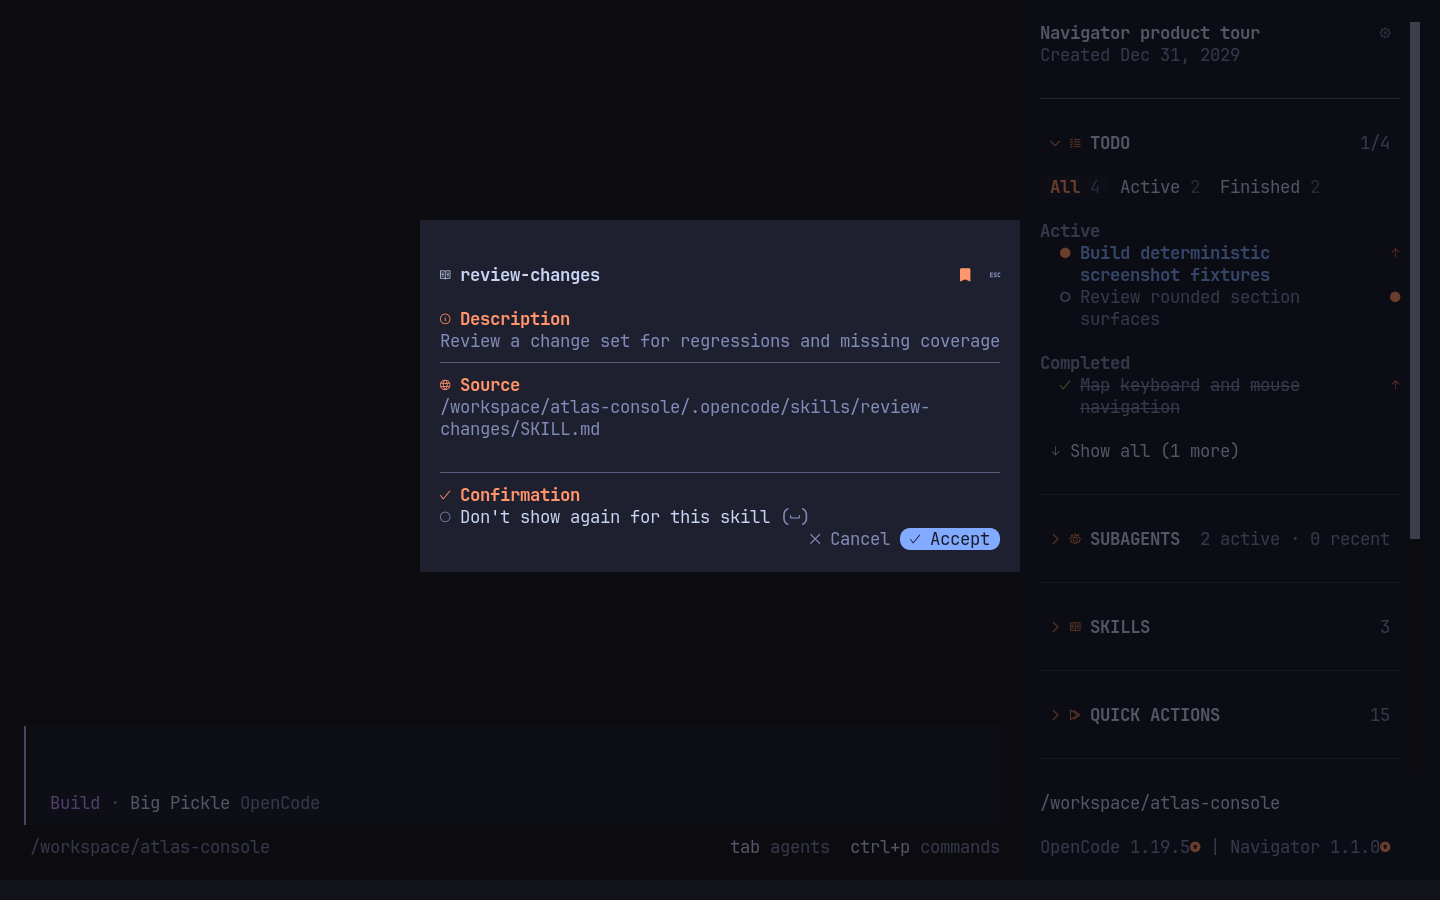 Navigator product tour
Created Dec 31, 2029
TODO 1/4
All 4 Active 2 Finished 2
Active
Build deterministic
screenshot fixtures
Review rounded section
surfaces
Completed
Map keyboard and mouse
navigation
Show all (1 more)
SUBAGENTS 2 active · 0 recent
SKILLS 3
QUICK ACTIONS 15
/workspace/atlas-console
OpenCode 1.19.5 | Navigator 1.1.0
review-changes ESC
Description
Review a change set for regressions and missing coverage
Source
/workspace/atlas-console/.opencode/skills/review-
changes/SKILL.md
Confirmation
Don't show again for this skill (⎵)
Cancel Accept
Build · Big Pickle OpenCode
/workspace/atlas-console tab agents ctrl+p commands